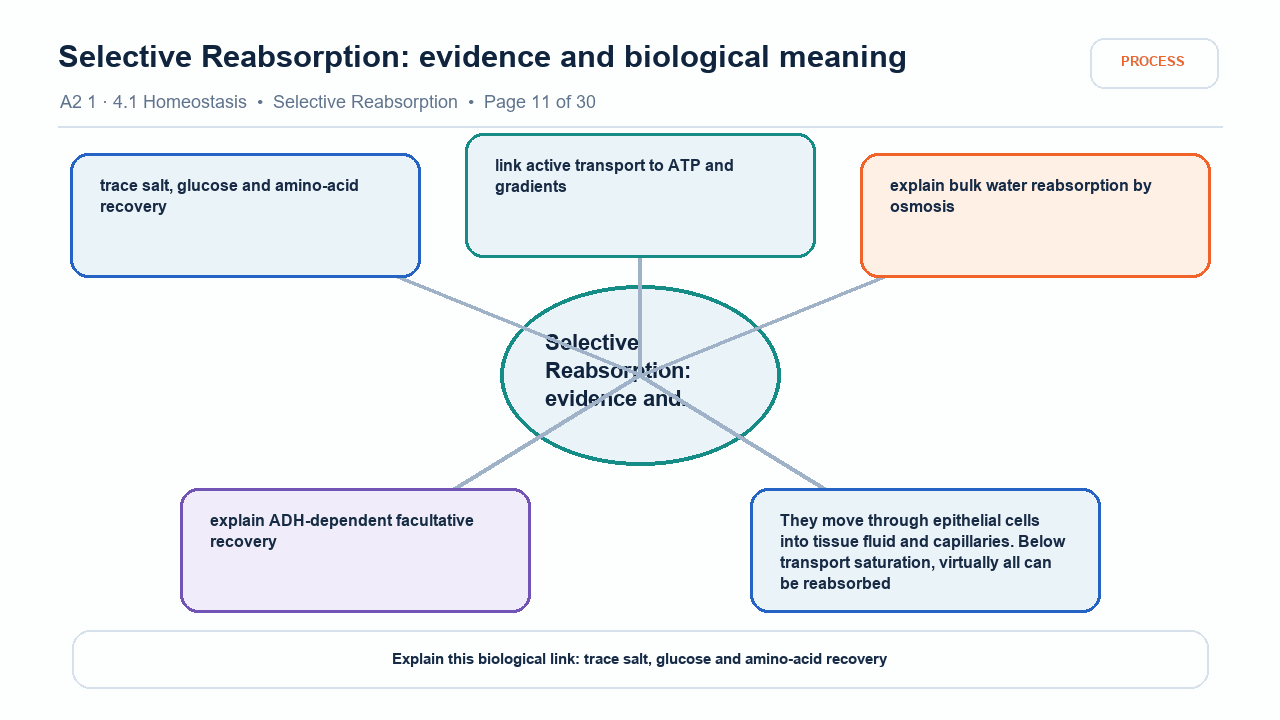 Selective Reabsorption: evidence and biological meaning
PROCESS
A2 1 · 4.1 Homeostasis • Selective Reabsorption • Page 11 of 30
trace salt, glucose and amino-acid
recovery
link active transport to ATP and
gradients
explain bulk water reabsorption by
osmosis
Selective
Reabsorption:
evidence and.
explain ADH-dependent facultative
recovery
They move through epithelial cells
into tissue fluid and capillaries. Below
transport saturation, virtually all can
be reabsorbed
Explain this biological link: trace salt, glucose and amino-acid recovery